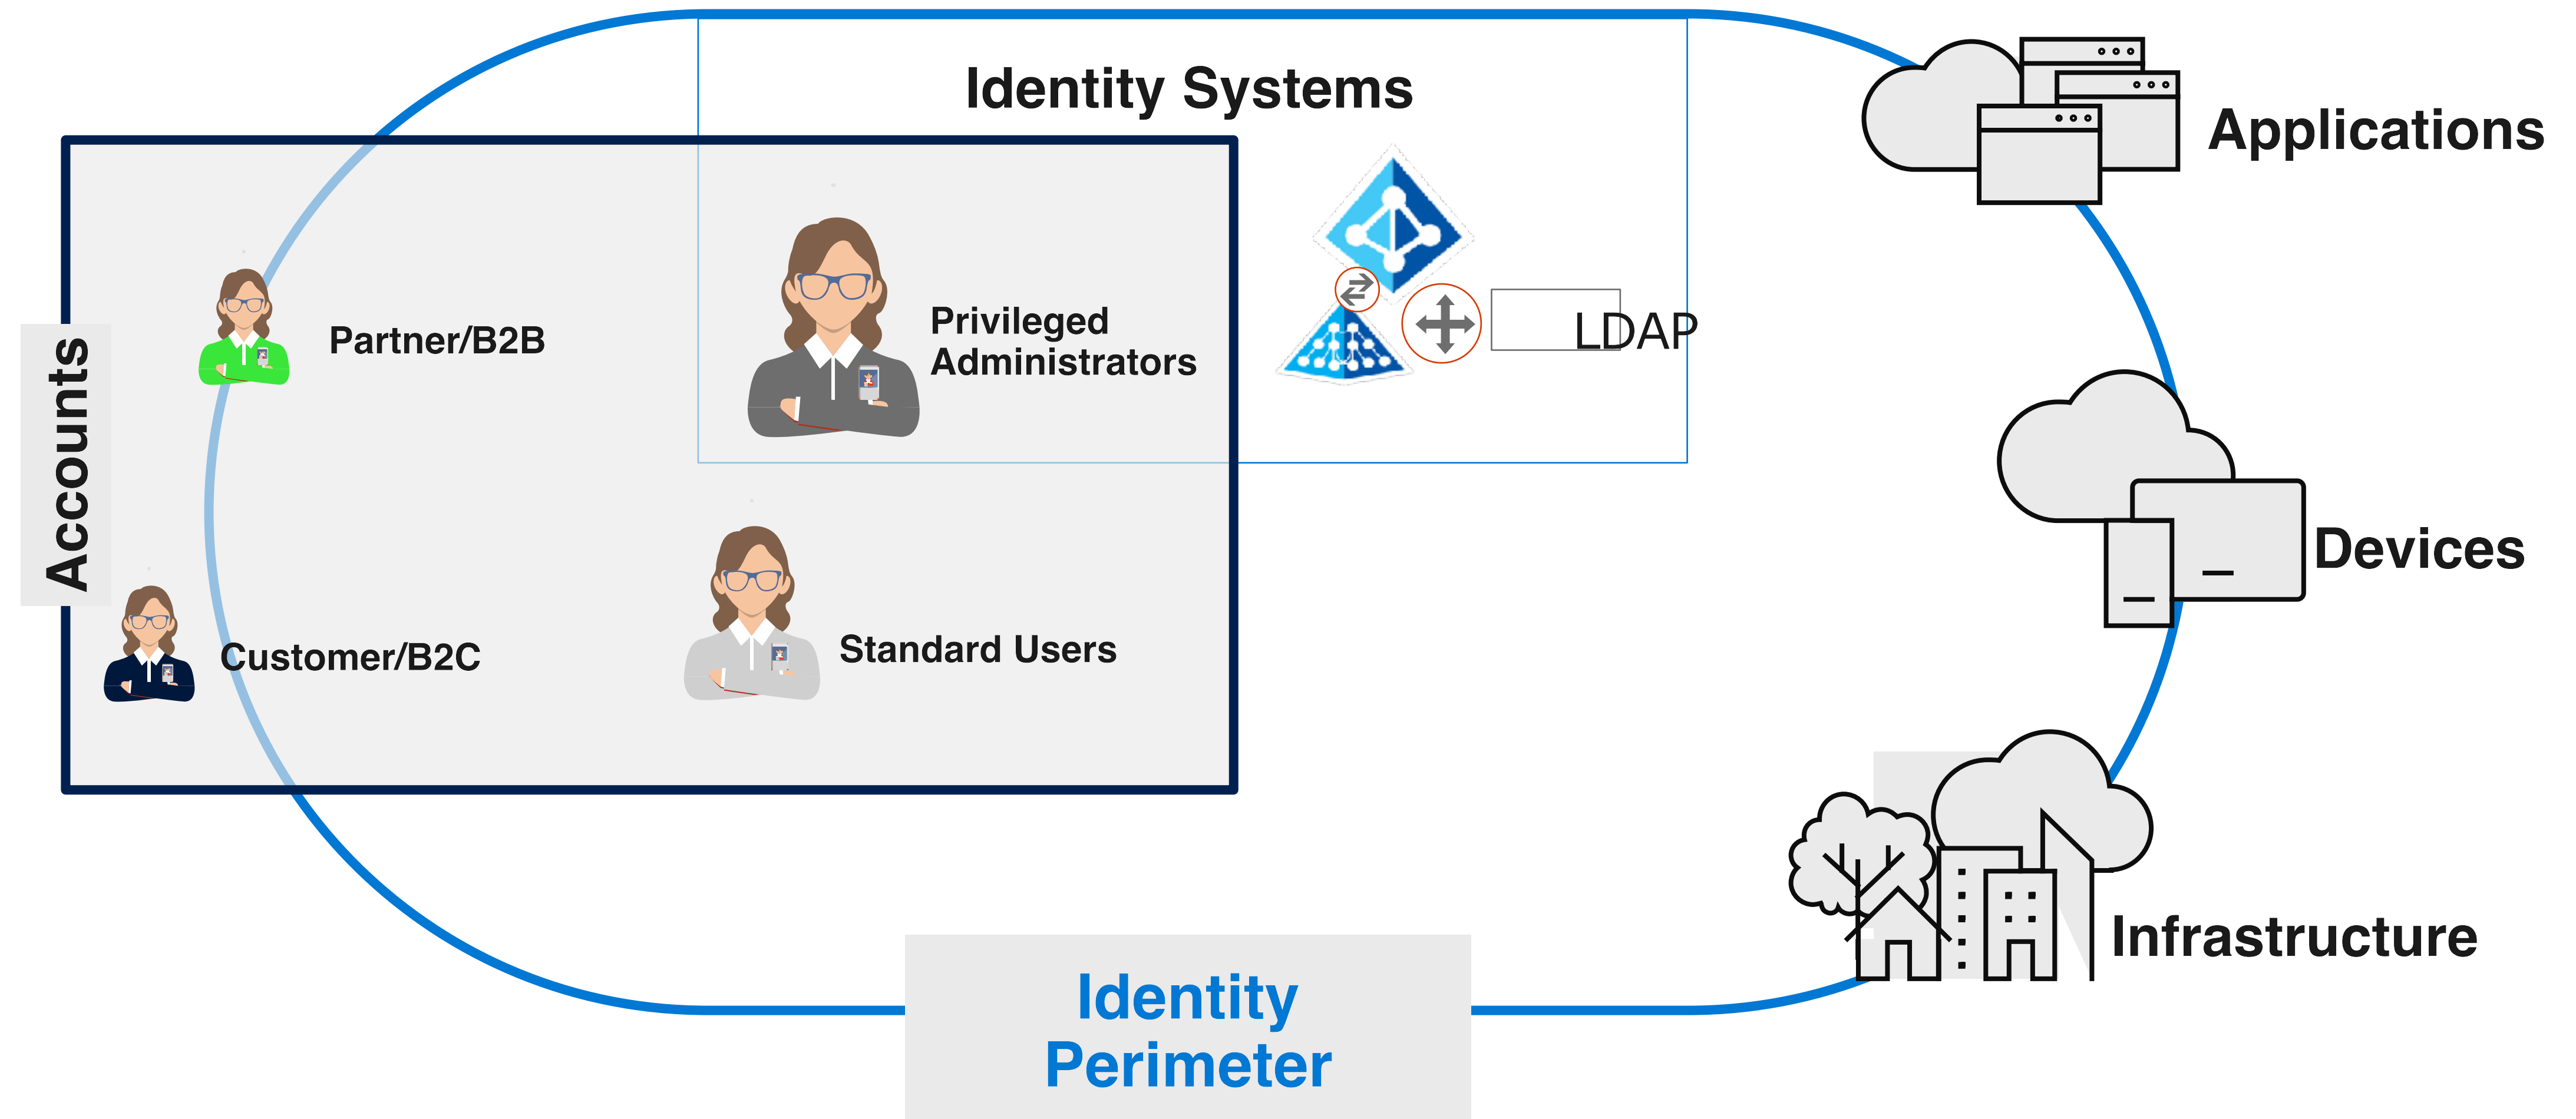 Identity Systems
Applications
Accounts
Partner/B2B
Privileged
Administrators
LDAP
Devices
Customer/B2C
Standard Users
Infrastructure
Identity
Perimeter